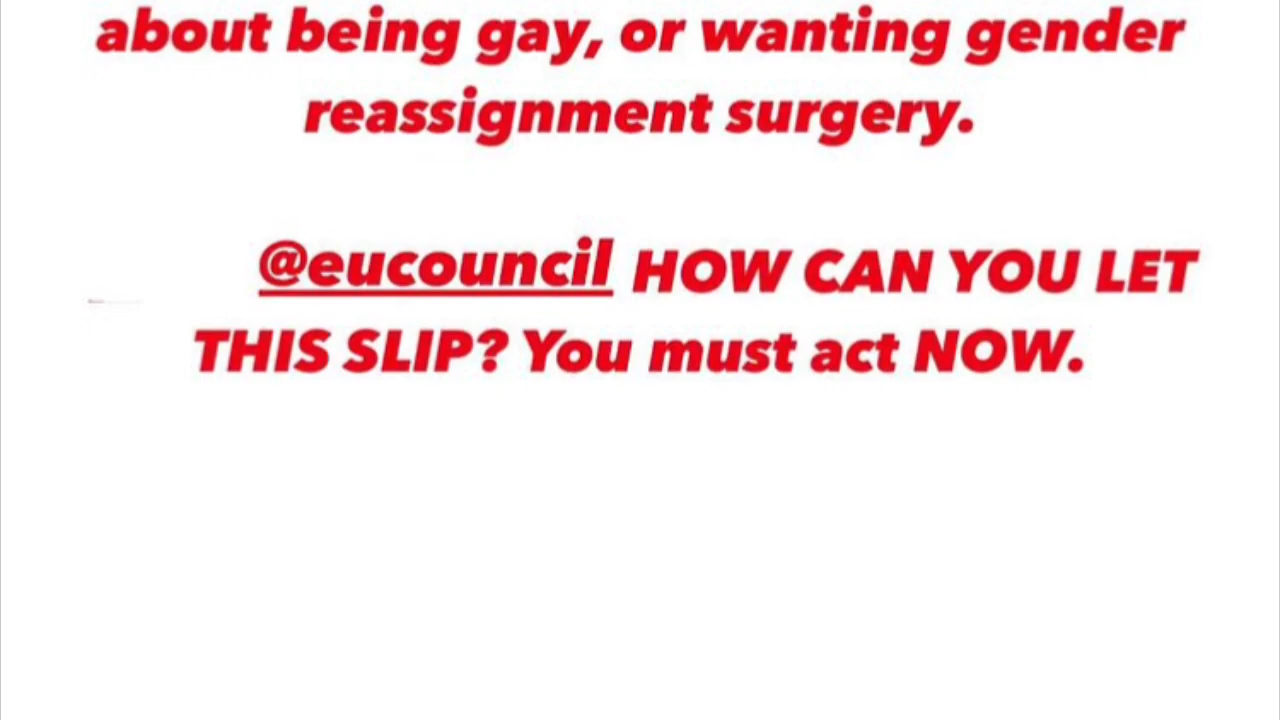 about being gay, or wanting gender
reassignment surgery.
@eucouncil HOW CAN YOU LET
THIS SLIP? You must act NOW.